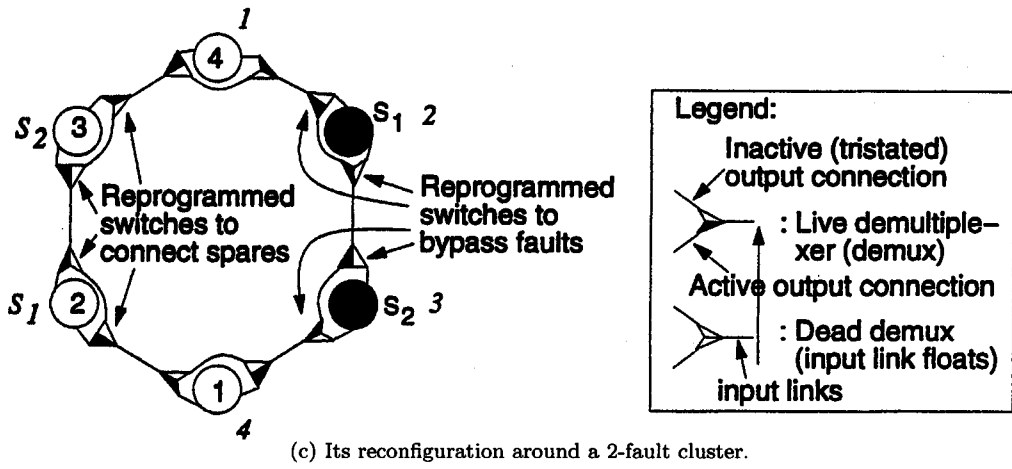 1
4
S₁ 2
S₂ 3
Reprogrammed
switches to
connect spares
Reprogrammed
switches to
bypass faults
S₁ 2
S₂ 3
1
4
Legend:
Inactive (tristated)
output connection
: Live demultiple-
xer (demux)
Active output connection
: Dead demux
(input link floats)
input links
(c) Its reconfiguration around a 2-fault cluster.